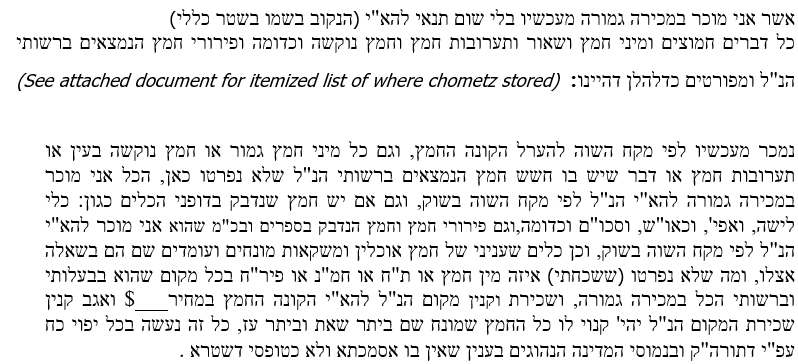 אשר אני מוכר במכירה גמורה מעכשיו בלי שום תנאי להא"י (הנקוב בשמו בשטר כללי)
כל דברים חמוצים ומיני חמץ ושאור ותערובות חמץ וחמץ נוקשה וכדומה ופירורי חמץ הנמצאים ברשותי
הנ"ל ומפורטים כדלהלן דהיינו: (See attached document for itemized list of where chometz stored)
נמכר מעכשיו לפי מקח השוה להערל הקונה החמץ, וגם כל מיני חמץ גמור או חמץ נוקשה בעין או
תערובות חמץ או דבר שיש בו חשש חמץ הנמצאים ברשותי הנ"ל שלא נפרטו כאן, הכל אני מוכר
במכירה גמורה להא"י הנ"ל לפי מקח השוה בשוק, וגם אם יש חמץ שנדבק בדופני הכלים כגון: כלי
לישה, ואפי', וכאו"ש, וסכו"ם וכדומה,וגם פירורי חמץ וחמץ הנדבק בספרים ובכ"מ שהוא אני מוכר להא"י
הנ"ל לפי מקח השוה בשוק, וכן כלים שעניני של חמץ אוכלין ומשקאות מונחים ועומדים שם הם בשאלה
אצלו, ומה שלא נפרטו (ששכחתי) איזה מין חמץ או ת"ח או חמ"נ או פיר"ח בכל מקום שהוא בבעלותי
וברשותי הכל במכירה גמורה, ושכירת וקנין מקום הנ"ל להא"י הקונה החמץ במחיר___$ ואגב קנין
שכירת המקום הנ"ל יהי' קנוי לו כל החמץ שמונח שם ביתר שאת וביתר עז, כל זה נעשה בכל יפוי כח
עפ"י דתורה"ק ובנמוסי המדינה הנהוגים בענין שאין בו אסמכתא ולא כטופסי דשטרא .